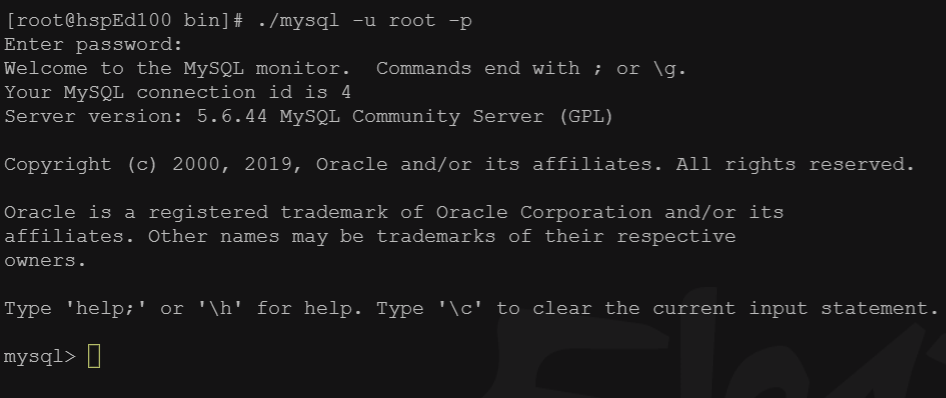 [root@hspEd100 bin]# ./mysql -u root -p
Enter password:
Welcome to the MySQL monitor.  Commands end with ; or \g.
Your MySQL connection id is 4
Server version: 5.6.44 MySQL Community Server (GPL)
Copyright (c) 2000, 2019, Oracle and/or its affiliates. All rights reserved.
Oracle is a registered trademark of Oracle Corporation and/or its
affiliates. Other names may be trademarks of their respective
owners.
Type 'help;' or '\h' for help. Type '\c' to clear the current input statement.
mysql>